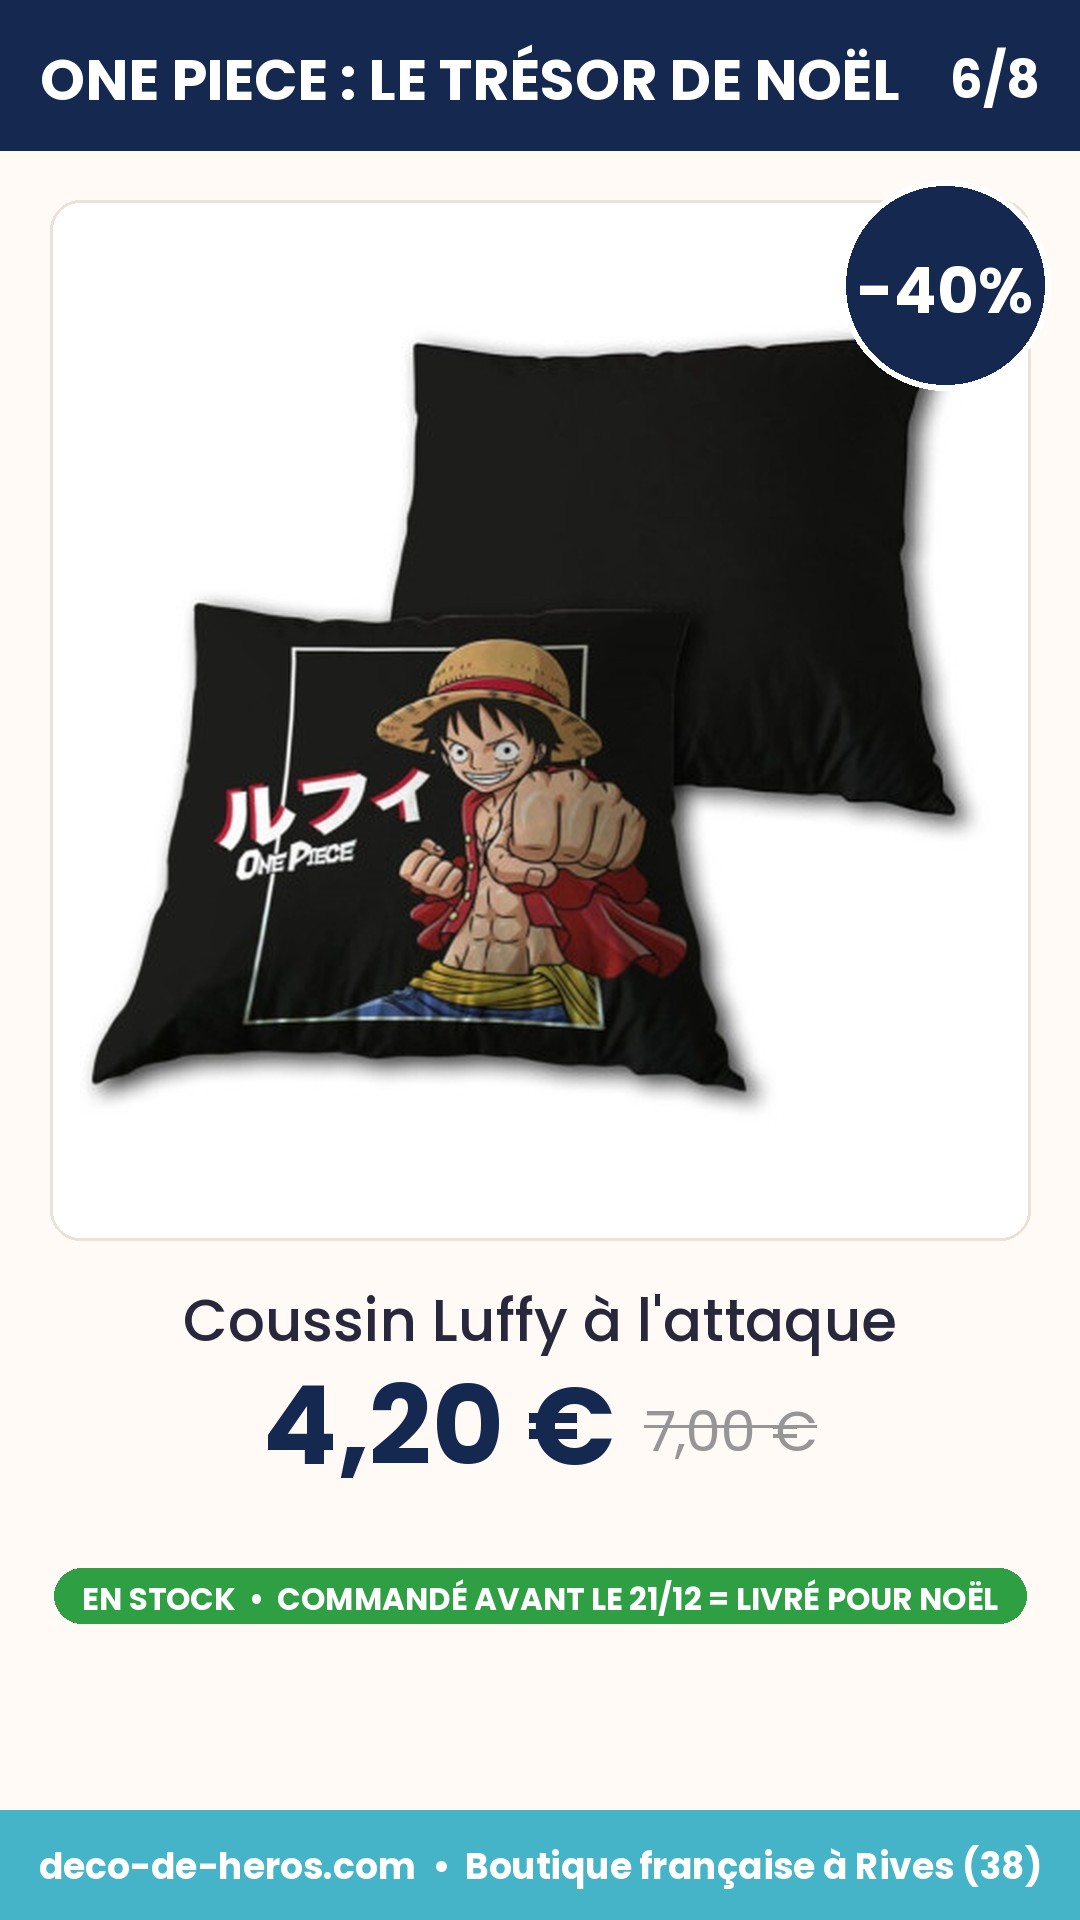 ONE PIECE : LE TRÉSOR DE NOËL 6/8
-40%
ルフィ
ONE PIECE
Coussin Luffy à l'attaque
4,20 € 7,00 €
EN STOCK • COMMANDÉ AVANT LE 21/12 = LIVRÉ POUR NOËL
deco-de-heros.com • Boutique française à Rives (38)